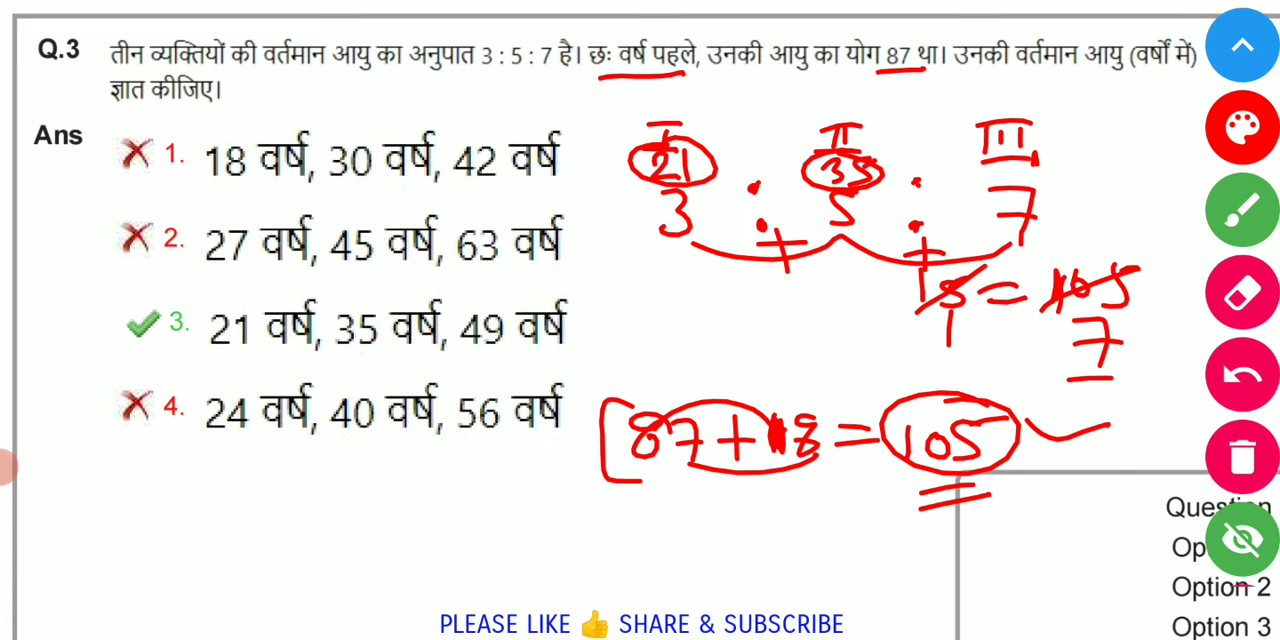 Q.3 तीन व्यक्तियों की वर्तमान आयु का अनुपात 3 : 5 : 7 है। छः वर्ष पहले, उनकी आयु का योग 87 था। उनकी वर्तमान आयु (वर्षों में)
ज्ञात कीजिए।
Ans
1. 18 वर्ष, 30 वर्ष, 42 वर्ष
2. 27 वर्ष, 45 वर्ष, 63 वर्ष
3. 21 वर्ष, 35 वर्ष, 49 वर्ष
4. 24 वर्ष, 40 वर्ष, 56 वर्ष
I II III
21 : 35 :
3 : 5 : 7
+ +
15 = 105
1 7
87 + 18 = 105
Question
Op
Option 2
Option 3
PLEASE LIKE 👍 SHARE & SUBSCRIBE